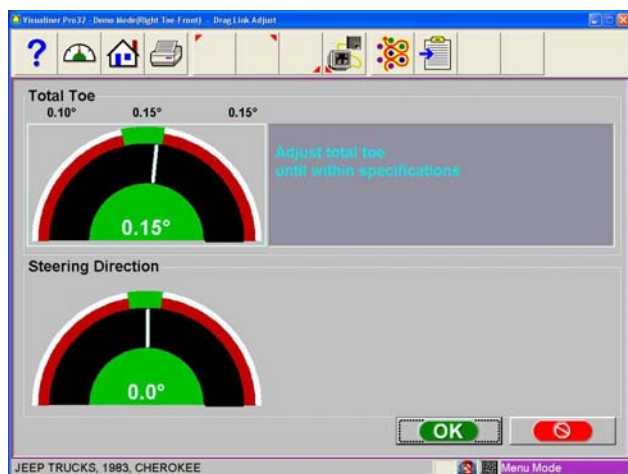 Visualiner Pro32 - Demo Mode(Right Toe-Front) - Drag Link Adjust
?
Total Toe
0.10° 0.15° 0.15°
Adjust total toe
until within specifications
0.15°
Steering Direction
0.0°
OK
JEEP TRUCKS, 1983, CHEROKEE
Menu Mode